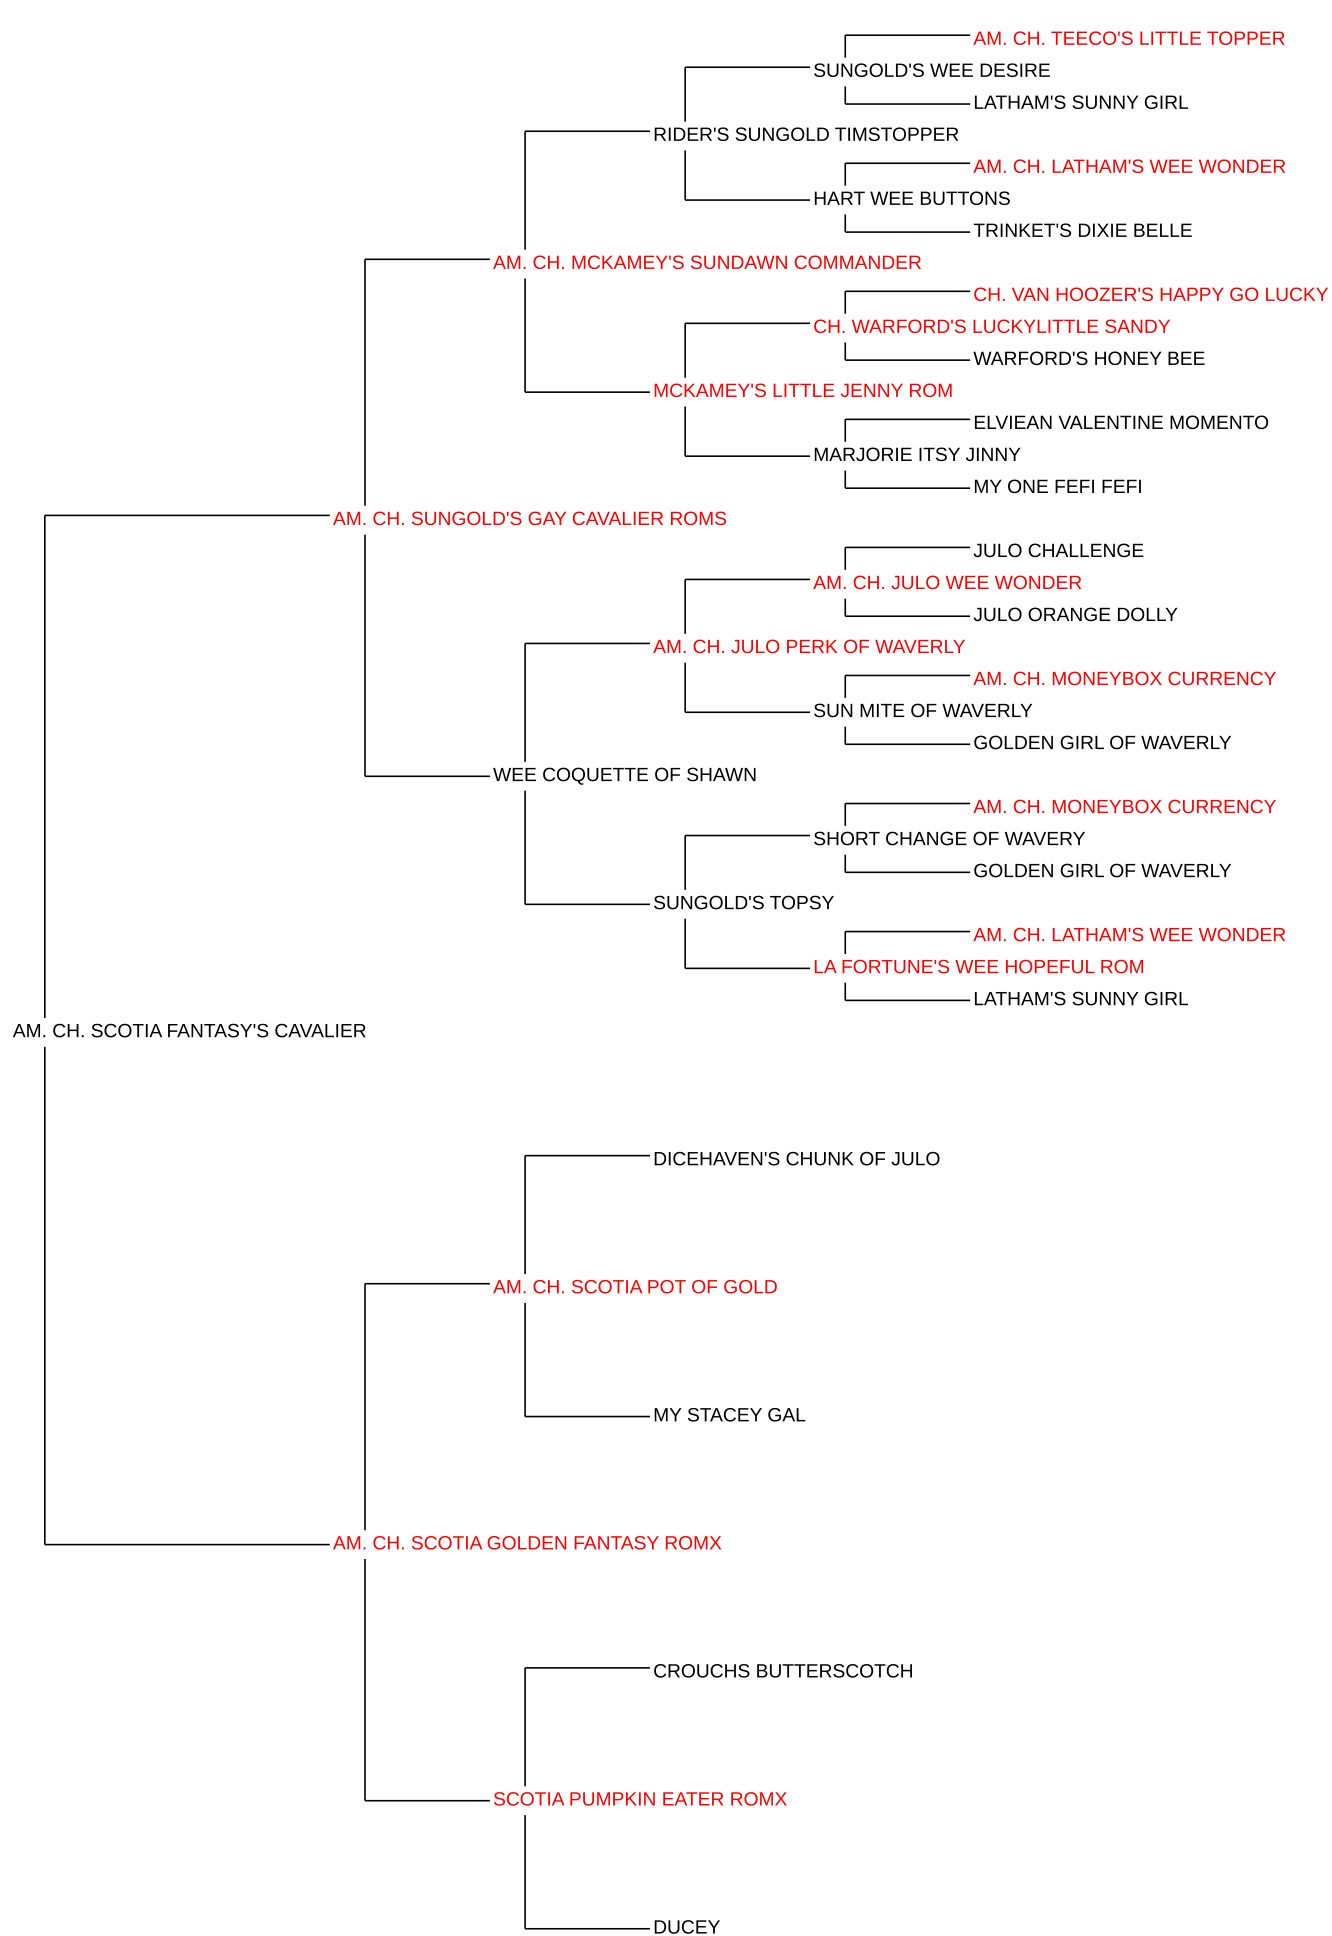 AM. CH. TEECO'S LITTLE TOPPER
SUNGOLD'S WEE DESIRE
LATHAM'S SUNNY GIRL
RIDER'S SUNGOLD TIMSTOPPER
AM. CH. LATHAM'S WEE WONDER
HART WEE BUTTONS
TRINKET'S DIXIE BELLE
AM. CH. MCKAMEY'S SUNDAWN COMMANDER
CH. VAN HOOZER'S HAPPY GO LUCKY
CH. WARFORD'S LUCKYLITTLE SANDY
WARFORD'S HONEY BEE
MCKAMEY'S LITTLE JENNY ROM
ELVIEAN VALENTINE MOMENTO
MARJORIE ITSY JINNY
MY ONE FEFI FEFI
AM. CH. SUNGOLD'S GAY CAVALIER ROMS
JULO CHALLENGE
AM. CH. JULO WEE WONDER
JULO ORANGE DOLLY
AM. CH. JULO PERK OF WAVERLY
AM. CH. MONEYBOX CURRENCY
SUN MITE OF WAVERLY
GOLDEN GIRL OF WAVERLY
WEE COQUETTE OF SHAWN
AM. CH. MONEYBOX CURRENCY
SHORT CHANGE OF WAVERY
GOLDEN GIRL OF WAVERLY
SUNGOLD'S TOPSY
AM. CH. LATHAM'S WEE WONDER
LA FORTUNE'S WEE HOPEFUL ROM
LATHAM'S SUNNY GIRL
AM. CH. SCOTIA FANTASY'S CAVALIER
DICEHAVEN'S CHUNK OF JULO
AM. CH. SCOTIA POT OF GOLD
MY STACEY GAL
AM. CH. SCOTIA GOLDEN FANTASY ROMX
CROUCHS BUTTERSCOTCH
SCOTIA PUMPKIN EATER ROMX
DUCEY